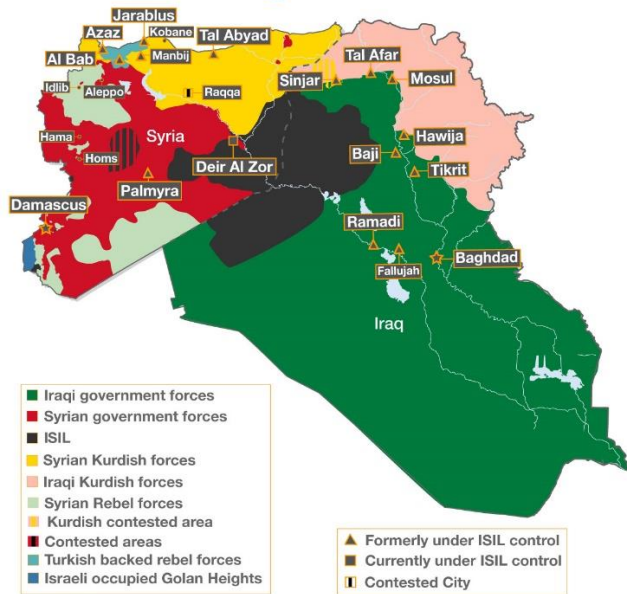 Jarablus
Kobane
Azaz
Tal Abyad
Tal Afar
Al Bab
Manbij
Sinjar
Mosul
Idlib
Aleppo
Raqqa
Hama
Syria
Hawija
Homs
Baji
Deir Al Zor
Tikrit
Palmyra
Damascus
Ramadi
Baghdad
Fallujah
Iraq
Iraqi government forces
Syrian government forces
ISIL
Syrian Kurdish forces
Iraqi Kurdish forces
Syrian Rebel forces
Kurdish contested area
Contested areas
Turkish backed rebel forces
Israeli occupied Golan Heights
Formerly under ISIL control
Currently under ISIL control
Contested City